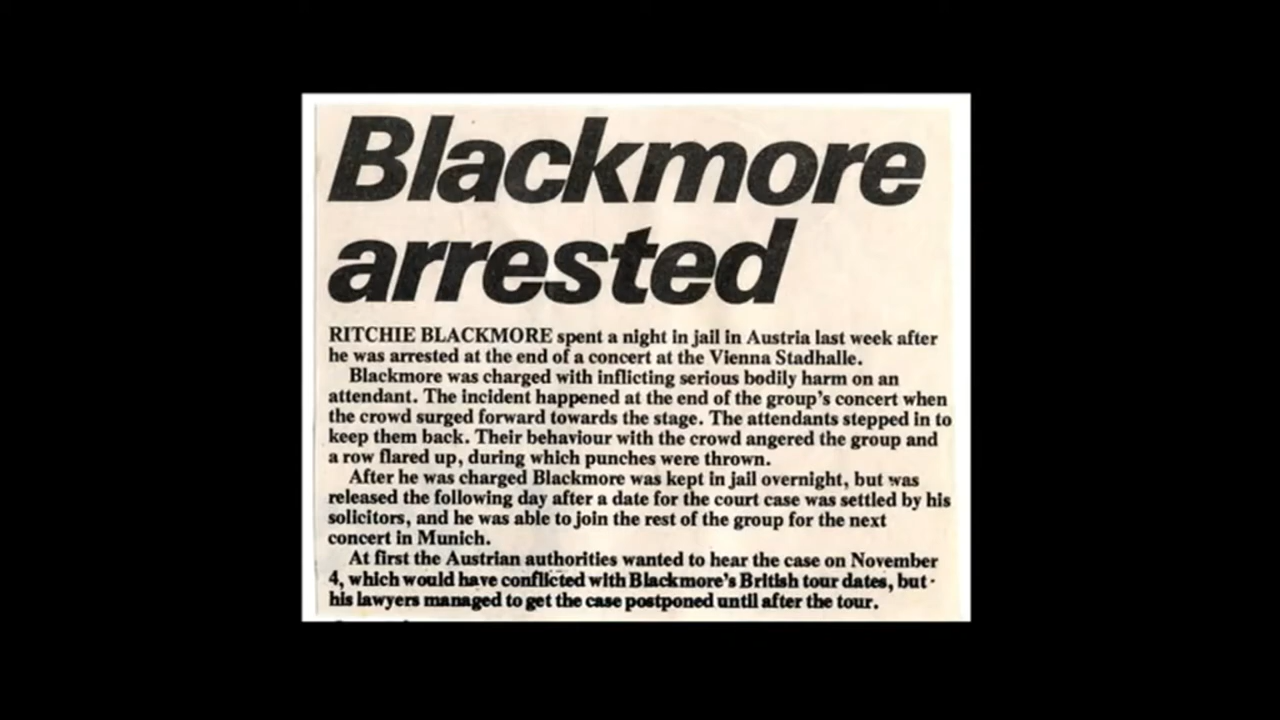 Blackmore
arrested
RITCHIE BLACKMORE spent a night in jail in Austria last week after
he was arrested at the end of a concert at the Vienna Stadhalle.
Blackmore was charged with inflicting serious bodily harm on an
attendant. The incident happened at the end of the group's concert when
the crowd surged forward towards the stage. The attendants stepped in to
keep them back. Their behaviour with the crowd angered the group and
a row flared up, during which punches were thrown.
After he was charged Blackmore was kept in jail overnight, but was
released the following day after a date for the court case was settled by his
solicitors, and he was able to join the rest of the group for the next
concert in Munich.
At first the Austrian authorities wanted to hear the case on November
4, which would have conflicted with Blackmore's British tour dates, but
his lawyers managed to get the case postponed until after the tour.